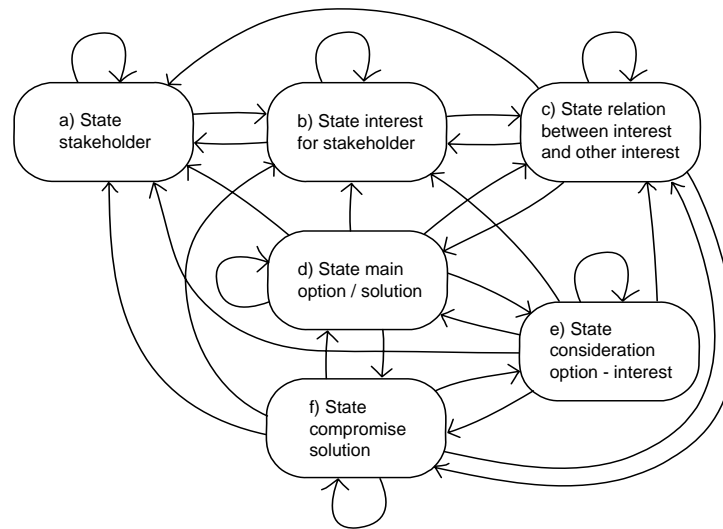 a) State
stakeholder
b) State interest
for stakeholder
c) State relation
between interest
and other interest
d) State main
option / solution
e) State
consideration
option - interest
f) State
compromise
solution